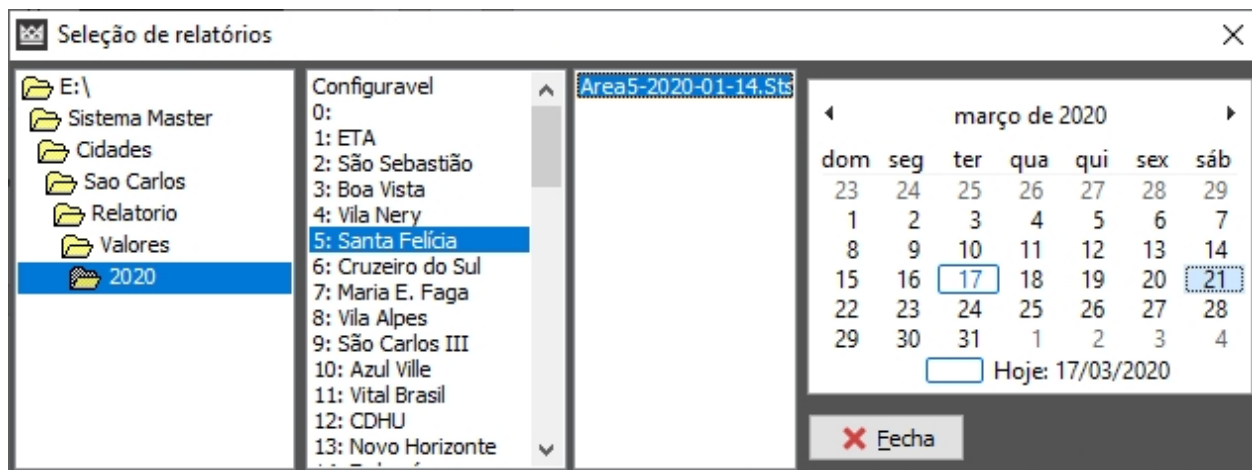 Seleção de relatórios
E:\
Sistema Master
Cidades
Sao Carlos
Relatorio
Valores
2020
Configuravel
0:
1: ETA
2: São Sebastião
3: Boa Vista
4: Vila Nery
5: Santa Felícia
6: Cruzeiro do Sul
7: Maria E. Faga
8: Vila Alpes
9: São Carlos III
10: Azul Ville
11: Vital Brasil
12: CDHU
13: Novo Horizonte
Area5-2020-01-14.Sts
março de 2020
dom seg ter qua qui sex sáb
23 24 25 26 27 28 29
1 2 3 4 5 6 7
8 9 10 11 12 13 14
15 16 17 18 19 20 21
22 23 24 25 26 27 28
29 30 31 1 2 3 4
Hoje: 17/03/2020
Fecha